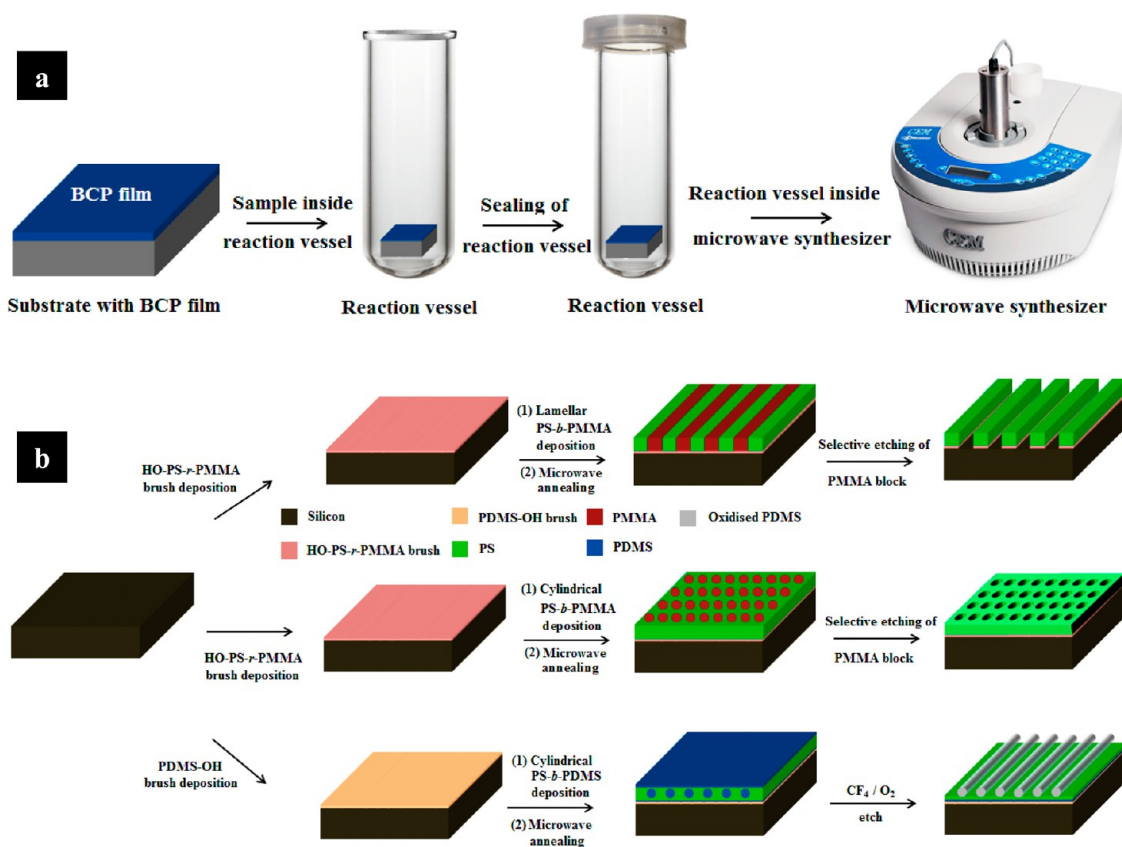 a
BCP film
Sample inside
reaction vessel
Sealing of
reaction vessel
Reaction vessel inside
microwave synthesizer
CEM
CEM
Substrate with BCP film
Reaction vessel
Reaction vessel
Microwave synthesizer
b
HO-PS-r-PMMA
brush deposition
(1) Lamellar
PS-b-PMMA
deposition
(2) Microwave
annealing
Selective etching of
PMMA block
Silicon
PDMS-OH brush
PMMA
Oxidised PDMS
HO-PS-r-PMMA brush
PS
PDMS
HO-PS-r-PMMA
brush deposition
(1) Cylindrical
PS-b-PMMA
deposition
(2) Microwave
annealing
Selective etching of
PMMA block
PDMS-OH
brush deposition
(1) Cylindrical
PS-b-PDMS
deposition
(2) Microwave
annealing
CF4 / O2
etch